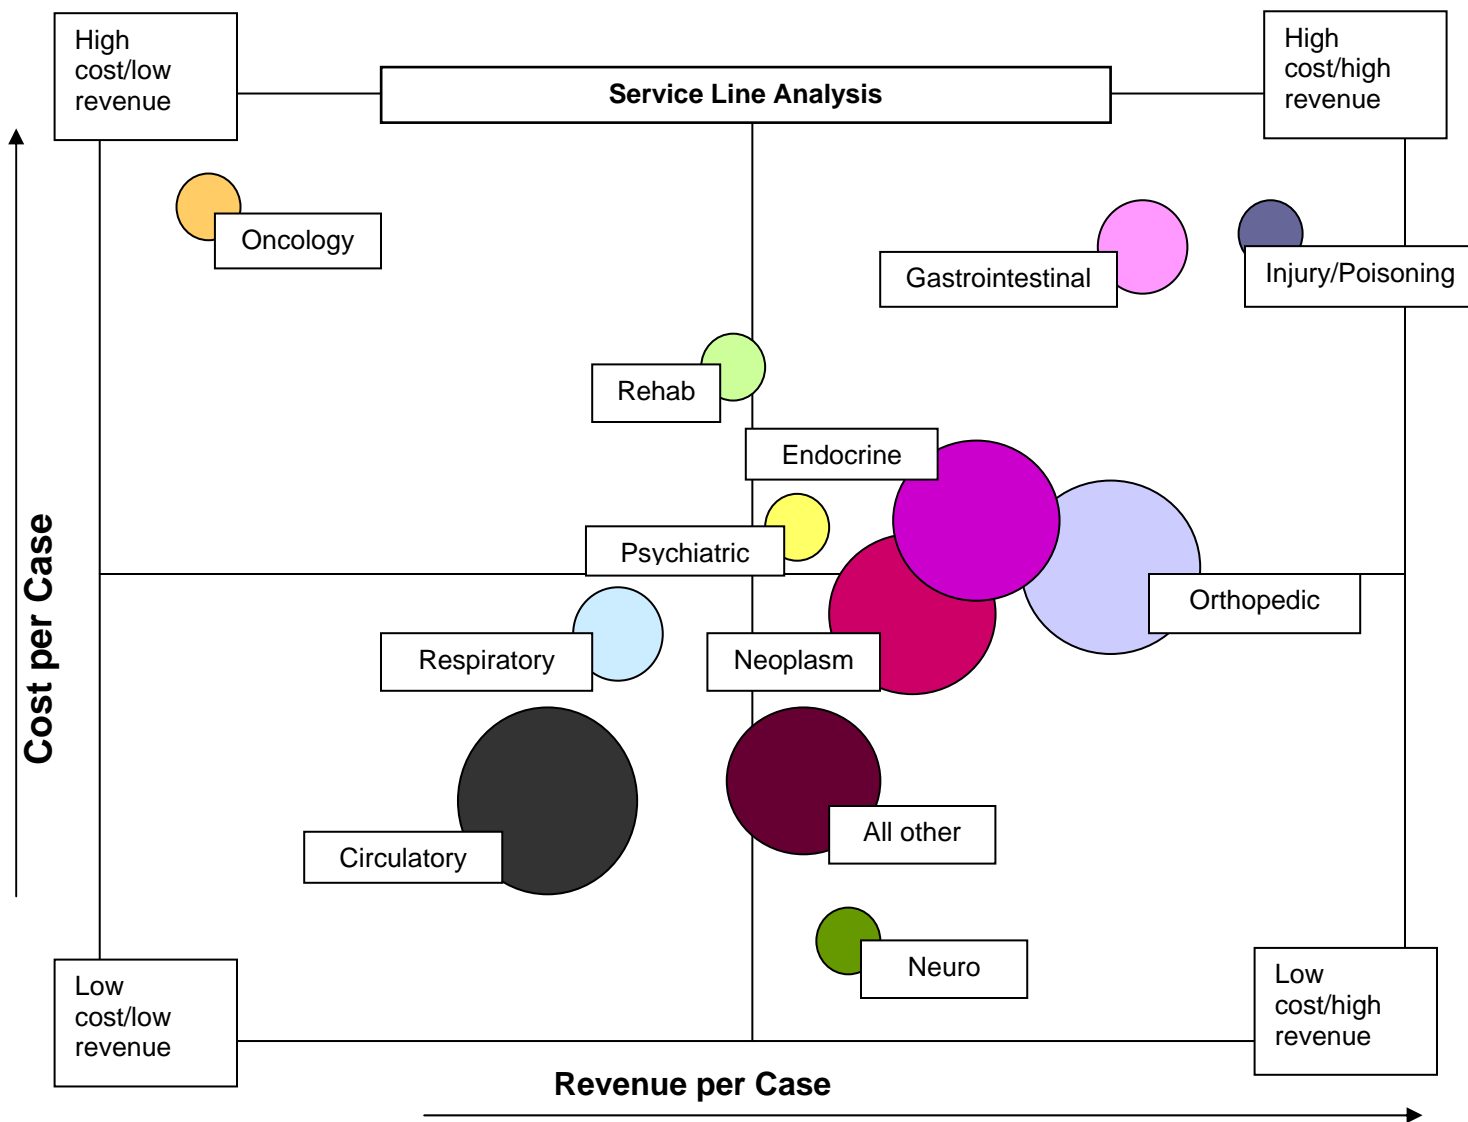 High
cost/low
revenue
Service Line Analysis
High
cost/high
revenue
Oncology
Gastrointestinal
Injury/Poisoning
Rehab
Endocrine
Psychiatric
Orthopedic
Respiratory
Neoplasm
Cost per Case
All other
Circulatory
Neuro
Low
cost/low
revenue
Low
cost/high
revenue
Revenue per Case